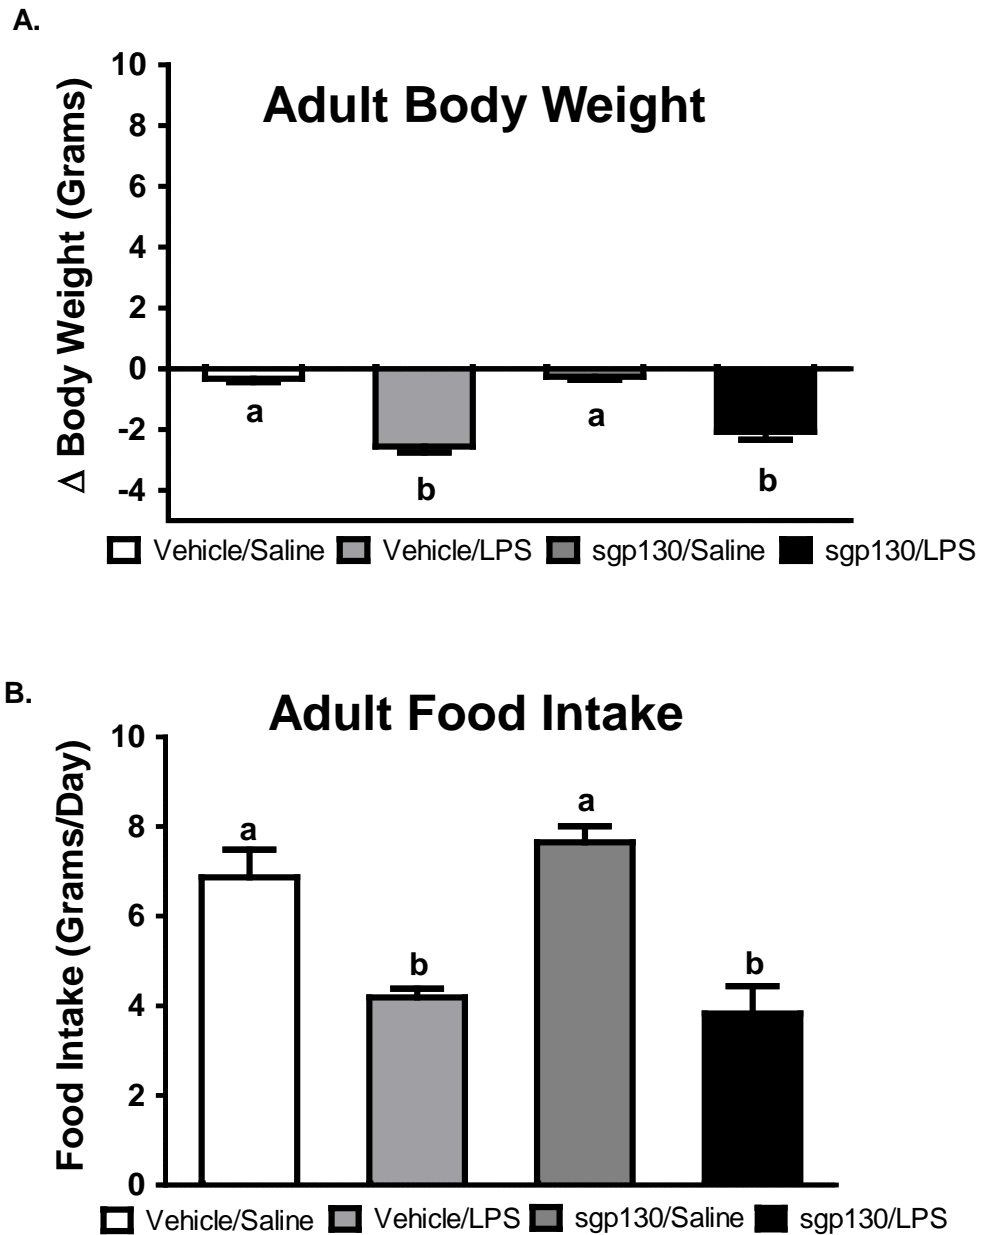 A.
Adult Body Weight
Δ Body Weight (Grams)
10
8
6
4
2
0
-2
-4
a
b
a
b
Vehicle/Saline Vehicle/LPS sgp130/Saline sgp130/LPS
B.
Adult Food Intake
Food Intake (Grams/Day)
10
8
6
4
2
0
a
b
a
b
Vehicle/Saline Vehicle/LPS sgp130/Saline sgp130/LPS